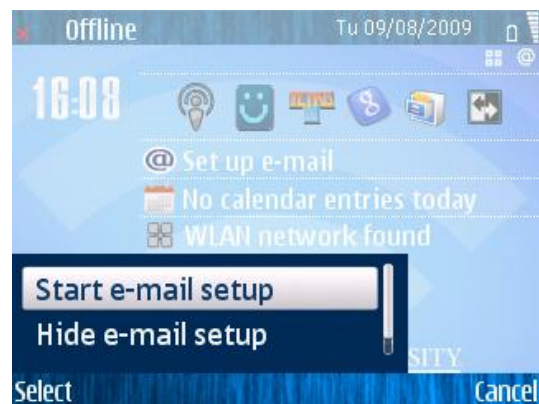 Offline Tu 09/08/2009
@
16:08
@ Set up e-mail
No calendar entries today
WLAN network found
Start e-mail setup
Hide e-mail setup
SITY
Select Cancel